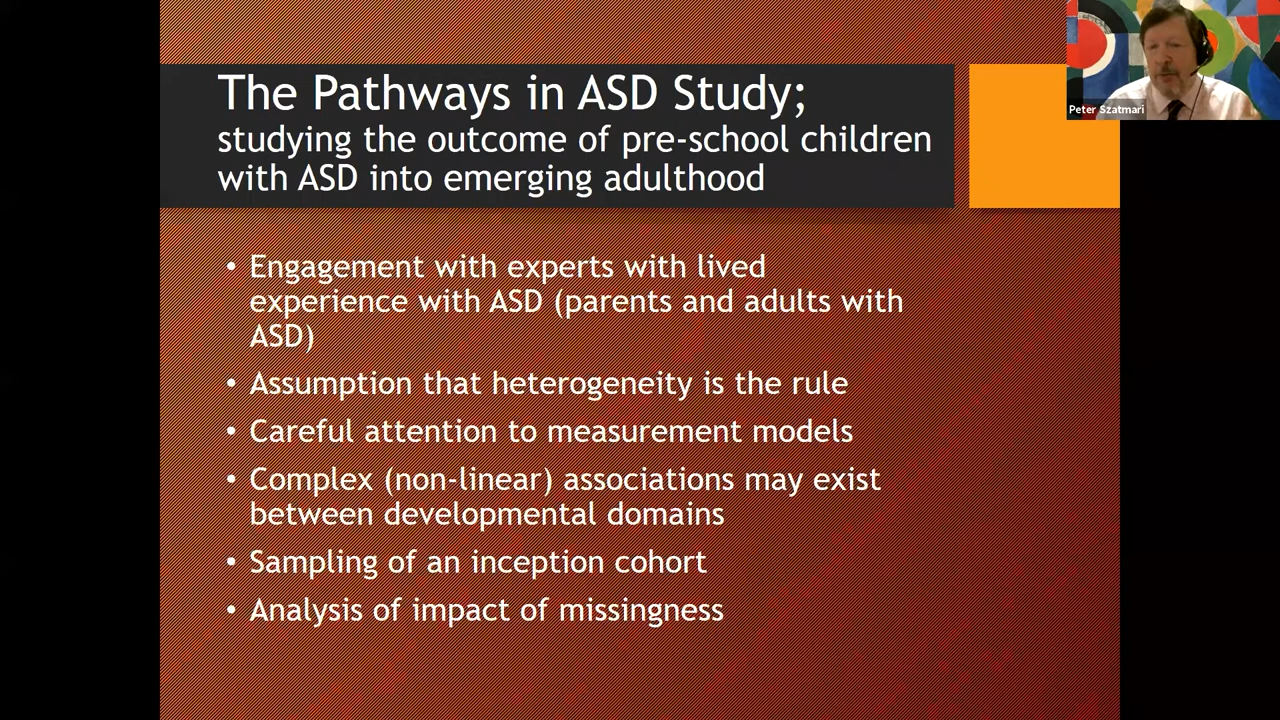 The Pathways in ASD Study;
studying the outcome of pre-school children
with ASD into emerging adulthood
Peter Szatmari
• Engagement with experts with lived
experience with ASD (parents and adults with
ASD)
• Assumption that heterogeneity is the rule
• Careful attention to measurement models
• Complex (non-linear) associations may exist
between developmental domains
• Sampling of an inception cohort
• Analysis of impact of missingness